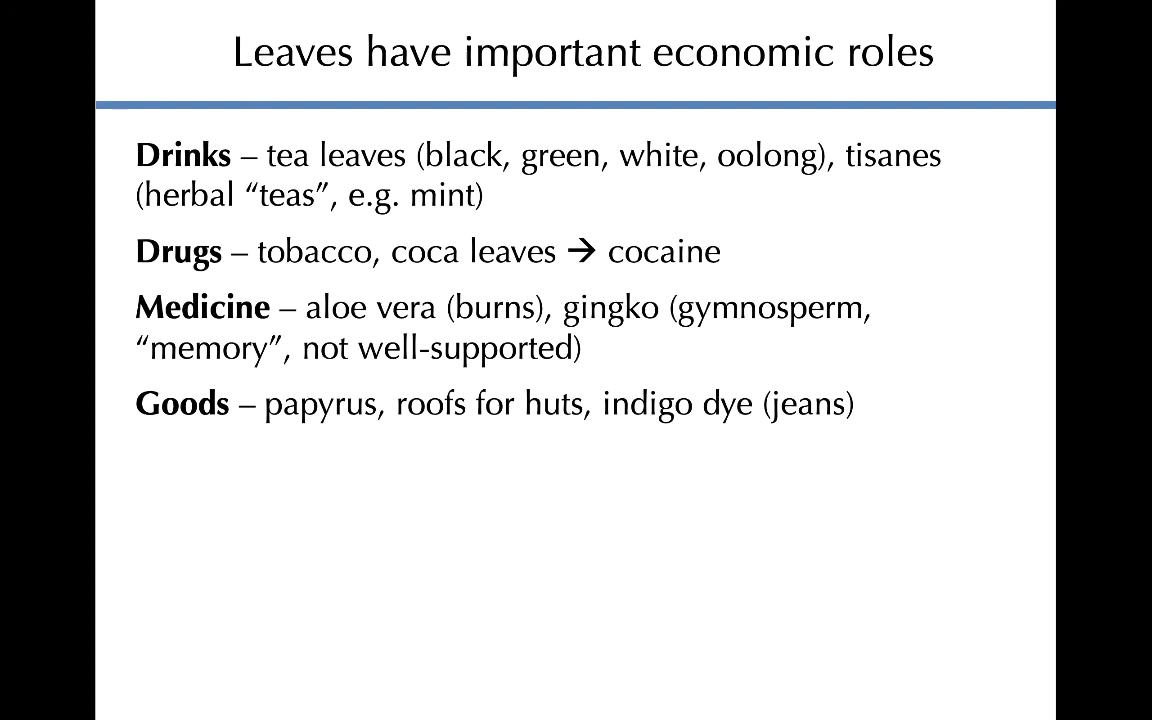 Leaves have important economic roles
Drinks – tea leaves (black, green, white, oolong), tisanes
(herbal “teas”, e.g. mint)
Drugs – tobacco, coca leaves → cocaine
Medicine – aloe vera (burns), gingko (gymnosperm,
“memory”, not well-supported)
Goods – papyrus, roofs for huts, indigo dye (jeans)